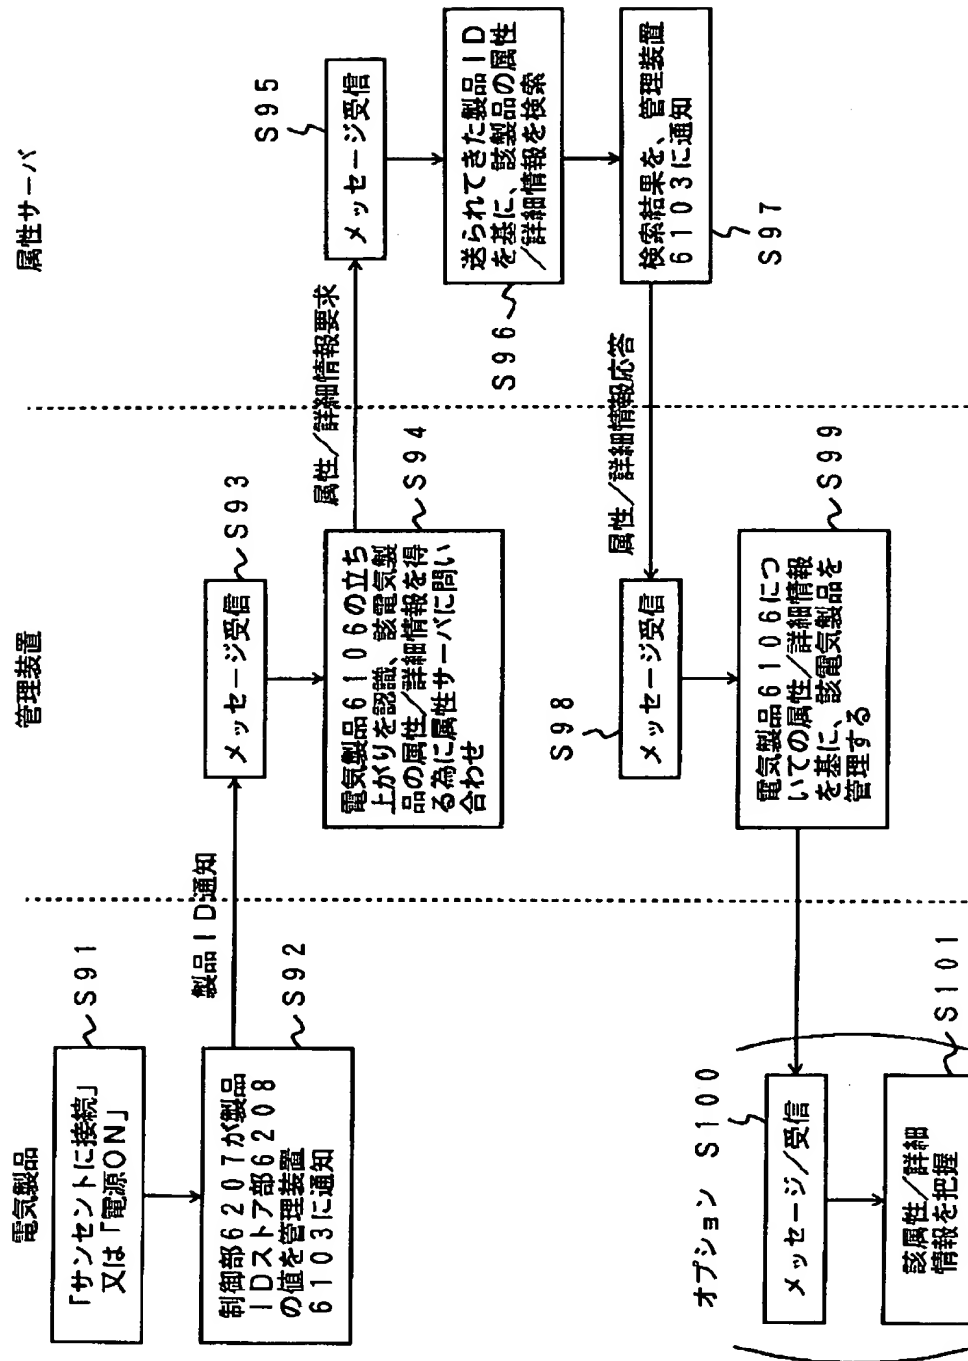 電気製品
管理装置
属性サーバ
「サンセントに接続」
又は「電源ON」
S91
制御部6207が製品
IDストア部6208
の値を管理装置
6103に通知
S92
製品ID通知
メッセージ受信
S93
電気製品6106の立ち
上がりを認識、該電気製
品の属性／詳細情報を得
る為に属性サーバに問い
合わせ
S94
属性／詳細情報要求
メッセージ受信
S95
送られてきた製品ID
を基に、該製品の属性
／詳細情報を検索
S96
検索結果を、管理装置
6103に通知
S97
属性／詳細情報応答
メッセージ受信
S98
電気製品6106につ
いての属性／詳細情報
を基に、該電気製品を
管理する
S99
オプション
S100
メッセージ／受信
該属性／詳細
情報を把握
S101